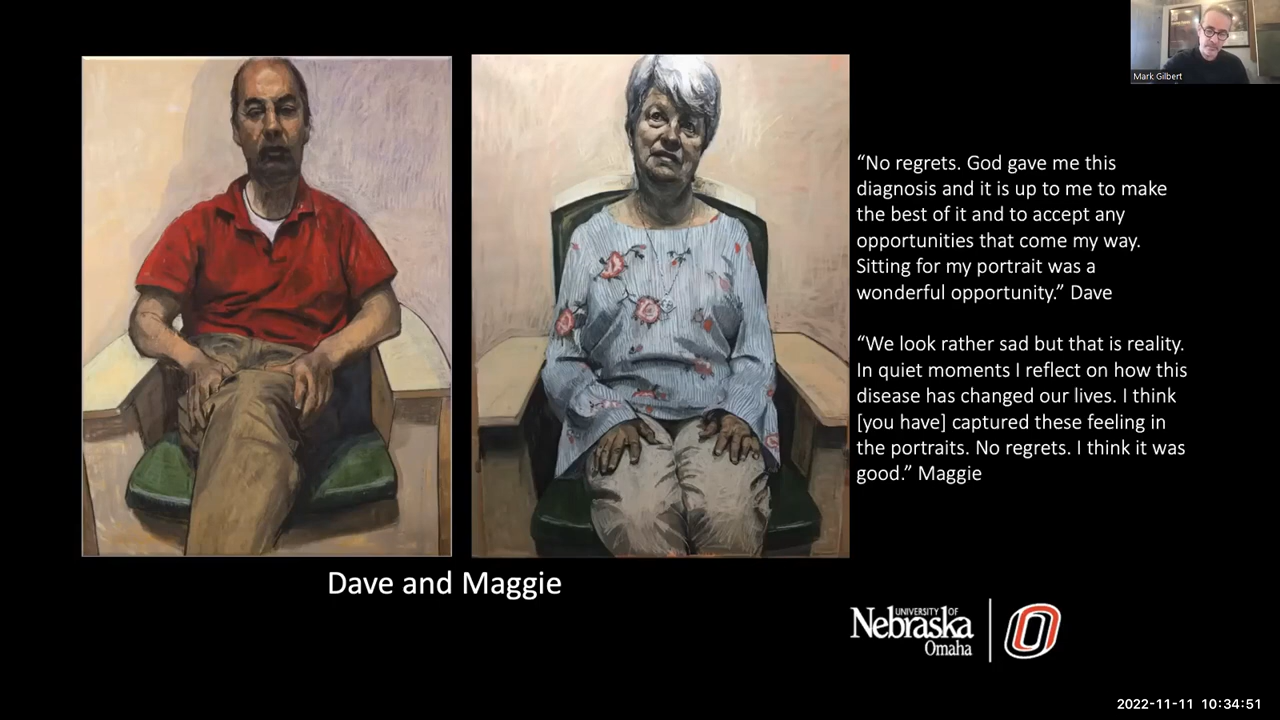 Mark Gilbert
“No regrets. God gave me this
diagnosis and it is up to me to make
the best of it and to accept any
opportunities that come my way.
Sitting for my portrait was a
wonderful opportunity.” Dave
“We look rather sad but that is reality.
In quiet moments I reflect on how this
disease has changed our lives. I think
[you have] captured these feeling in
the portraits. No regrets. I think it was
good.” Maggie
Dave and Maggie
UNIVERSITY OF
Nebraska
Omaha
2022-11-11 10:34:51